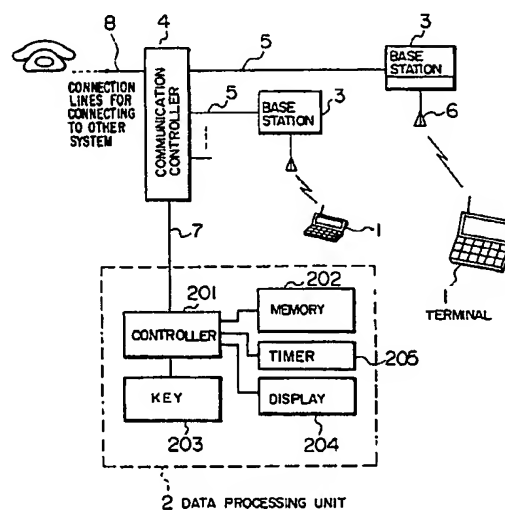 8
4
5
3
BASE
STATION
CONNECTION
LINES FOR
CONNECTING
TO OTHER
SYSTEM
COMMUNICATION
CONTROLLER
5
BASE
STATION
3
6
7
1
1
TERMINAL
201
CONTROLLER
202
MEMORY
TIMER
205
KEY
203
DISPLAY
204
2 DATA PROCESSING UNIT